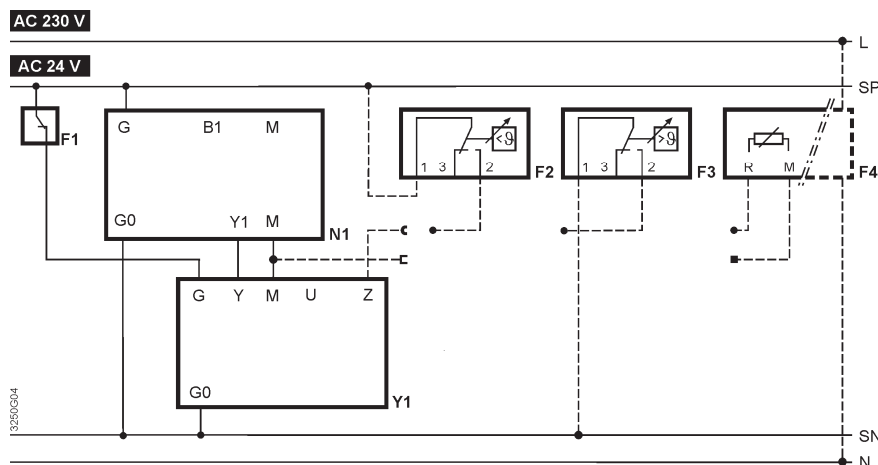 AC 230 V
L
AC 24 V
SP
F1
G B1 M
G0 Y1 M
N1
1 3 2
<ϑ
F2
1 3 2
>ϑ
F3
R M
F4
G Y M U Z
G0
Y1
3250G04
SN
N